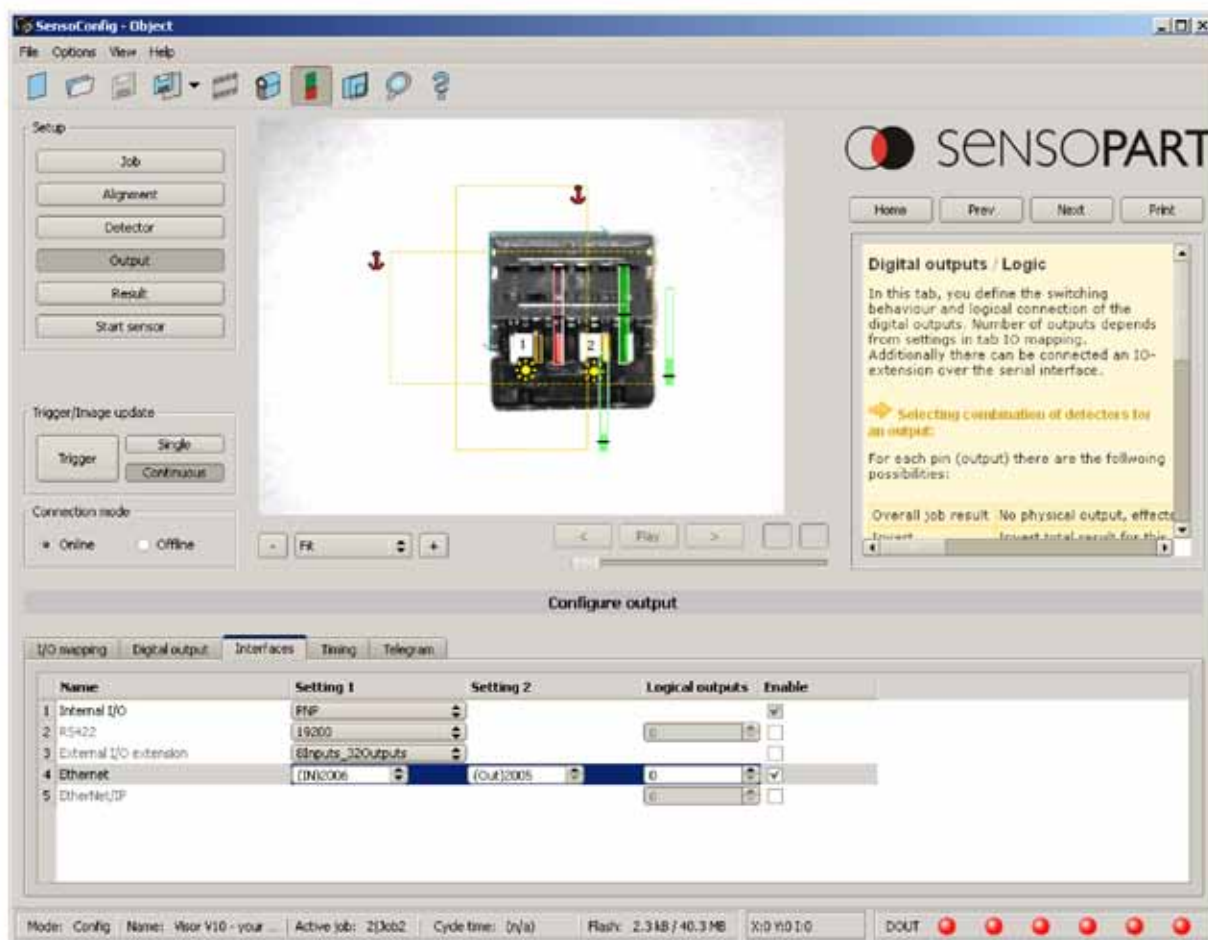 SensoConfig - Object
File Options View Help
Setup
Job
Alignment
Detector
Output
Result
Start sensor
Trigger/Image update
Trigger
Single
Continuous
Connection mode
Online Offline
1 2
- Fit +
< Play >
SENSOPART
Home Prev Next Print
Digital outputs / Logic
In this tab, you define the switching
behaviour and logical connection of the
digital outputs. Number of outputs depends
from settings in tab IO mapping.
Additionally there can be connected an IO-
extension over the serial interface.
Selecting combination of detectors for
an output:
For each pin (output) there are the follwoing
possibilities:
Overall job result No physical output, effects
Invert Invert total result for this
Configure output
I/O mapping Digital output Interfaces Timing Telegram
Name Setting 1 Setting 2 Logical outputs Enable
1 Internal I/O PNP
2 RS422 19200 0
3 External I/O extension 8Inputs_32Outputs
4 Ethernet (IN)2006 (Out)2005 0
5 EtherNet/IP 0
Mode: Config Name: Visor V10 - your ... Active job: 2|Job2 Cycle time: (n/a) Flash: 2.3 kB / 40.3 MB X:0 Y:0 I:0 DOUT